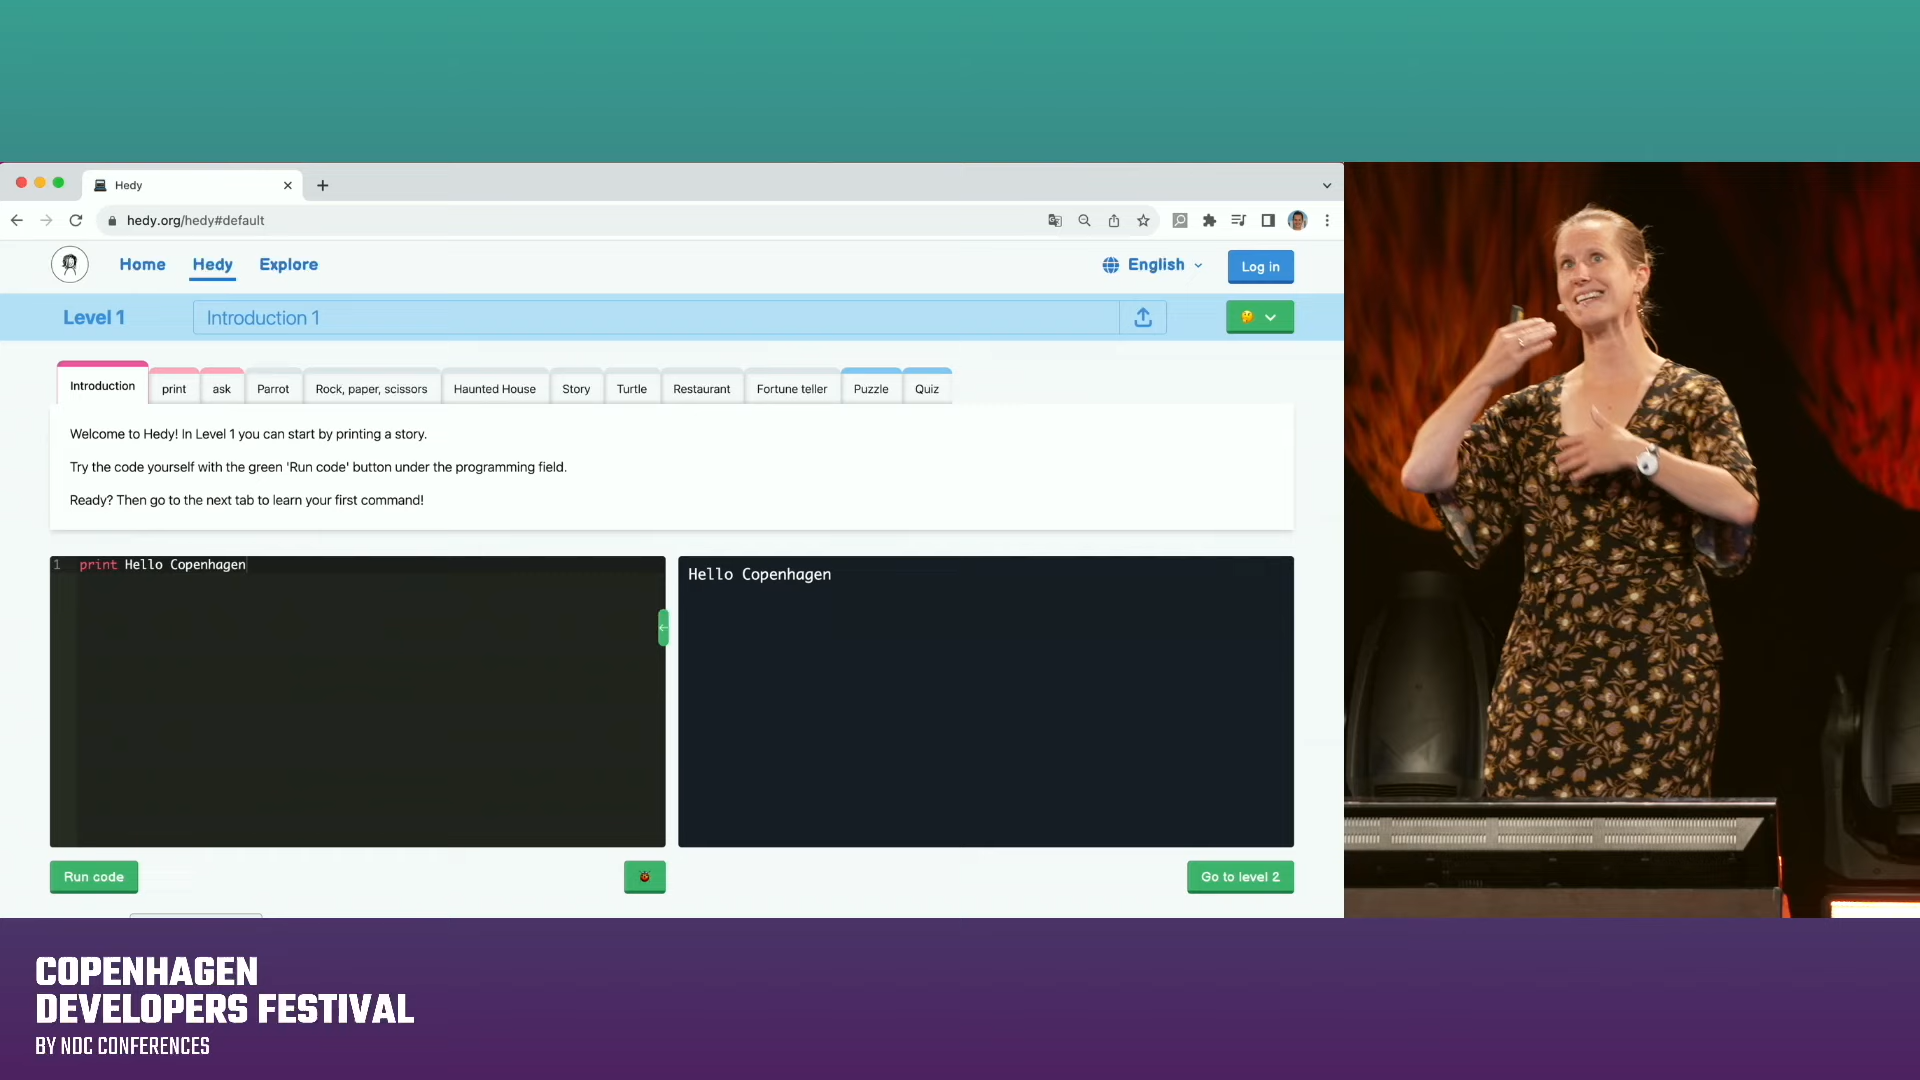 Hedy
hedy.org/hedy#default
Home Hedy Explore English Log in
Level 1 Introduction 1
Introduction print ask Parrot Rock, paper, scissors Haunted House Story Turtle Restaurant Fortune teller Puzzle Quiz
Welcome to Hedy! In Level 1 you can start by printing a story.
Try the code yourself with the green 'Run code' button under the programming field.
Ready? Then go to the next tab to learn your first command!
1 print Hello Copenhagen
Hello Copenhagen
Run code Go to level 2
COPENHAGEN
DEVELOPERS FESTIVAL
BY NDC CONFERENCES